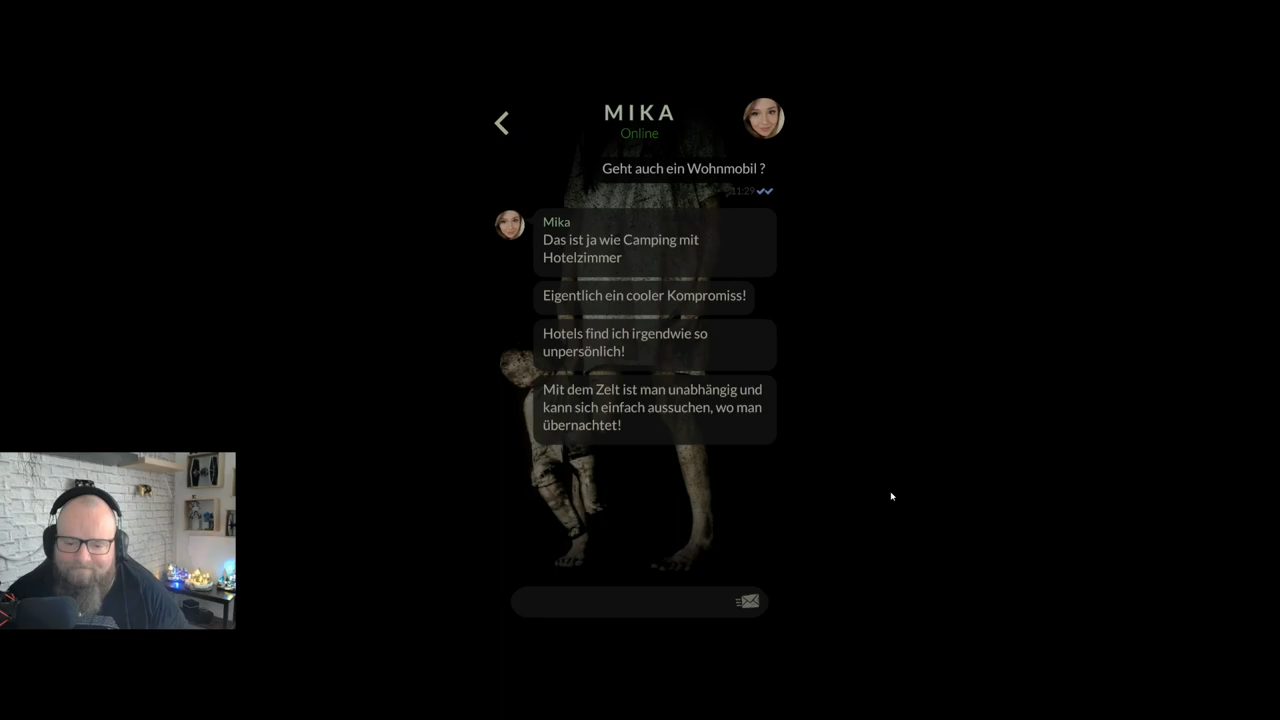 MIKA
Online
Geht auch ein Wohnmobil ?
11:29
Mika
Das ist ja wie Camping mit
Hotelzimmer
Eigentlich ein cooler Kompromiss!
Hotels find ich irgendwie so
unpersönlich!
Mit dem Zelt ist man unabhängig und
kann sich einfach aussuchen, wo man
übernachtet!